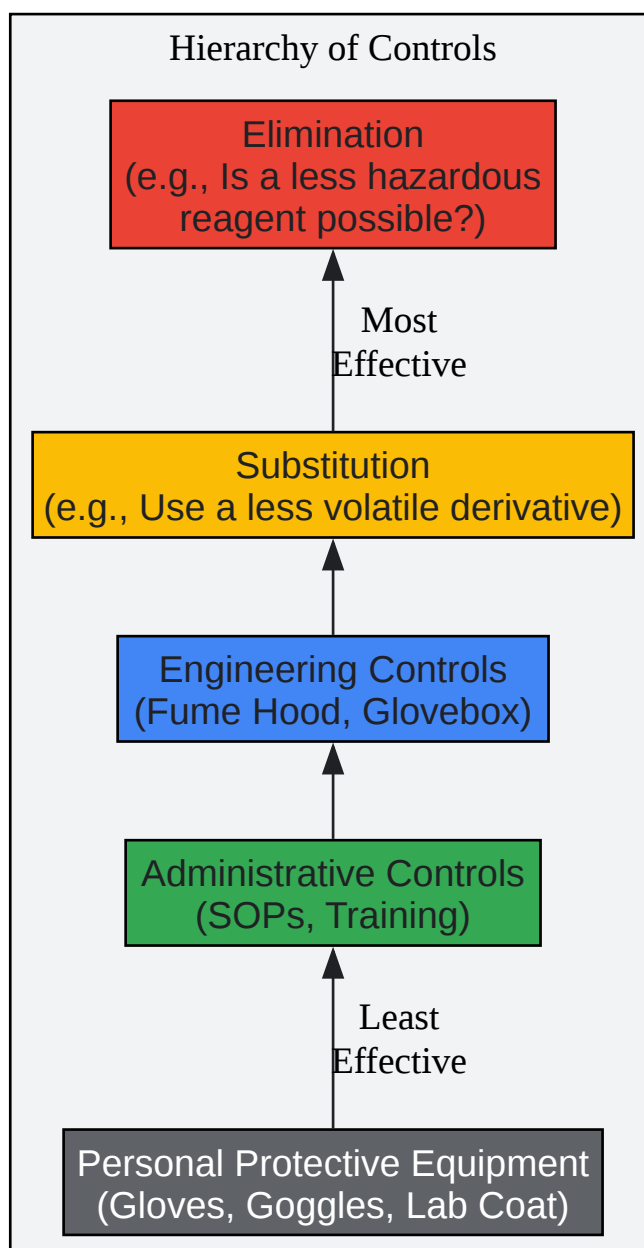 Hierarchy of Controls
Elimination
(e.g., Is a less hazardous
reagent possible?)
Most
Effective
Substitution
(e.g., Use a less volatile derivative)
Engineering Controls
(Fume Hood, Glovebox)
Administrative Controls
(SOPs, Training)
Least
Effective
Personal Protective Equipment
(Gloves, Goggles, Lab Coat)